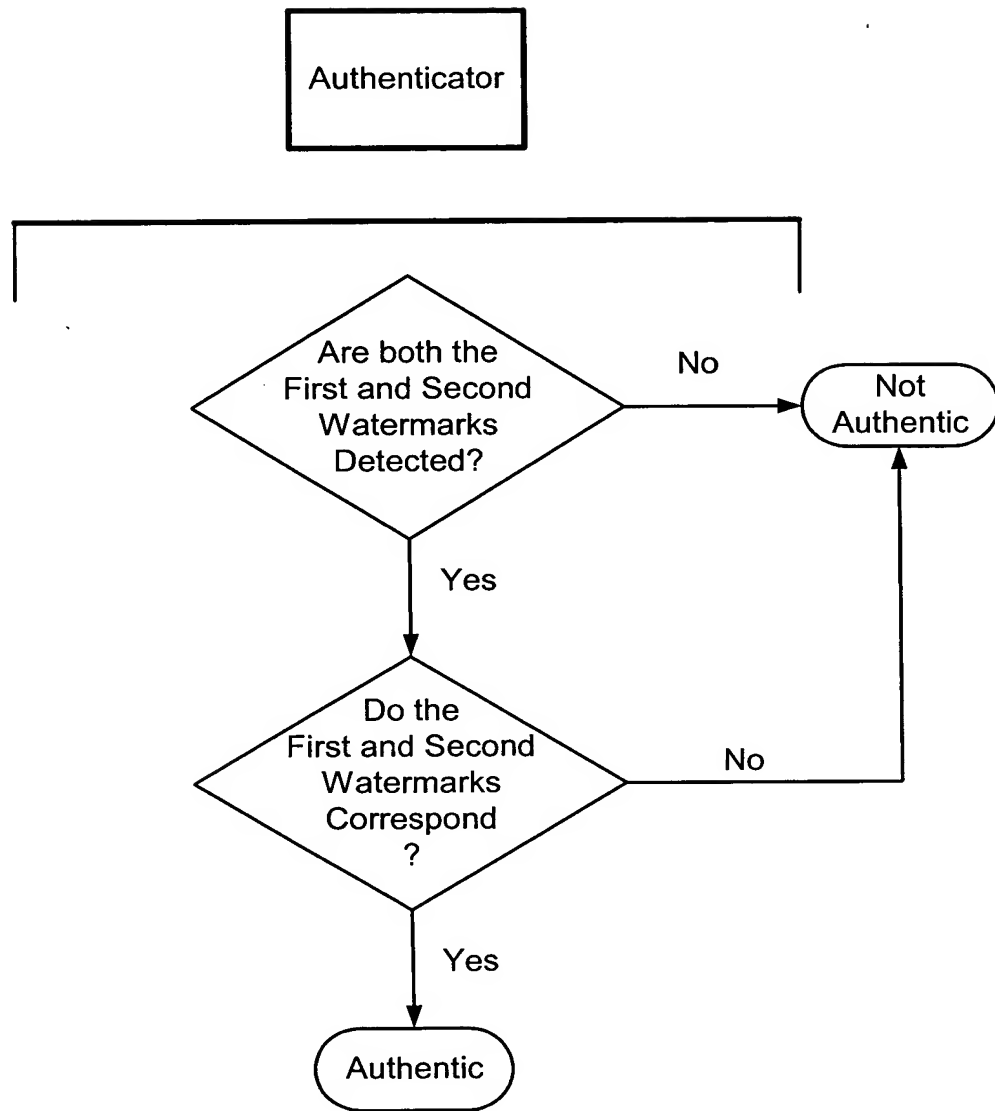 Authenticator
Are both the
First and Second
Watermarks
Detected?
No
Not
Authentic
Yes
Do the
First and Second
Watermarks
Correspond
?
No
Yes
Authentic